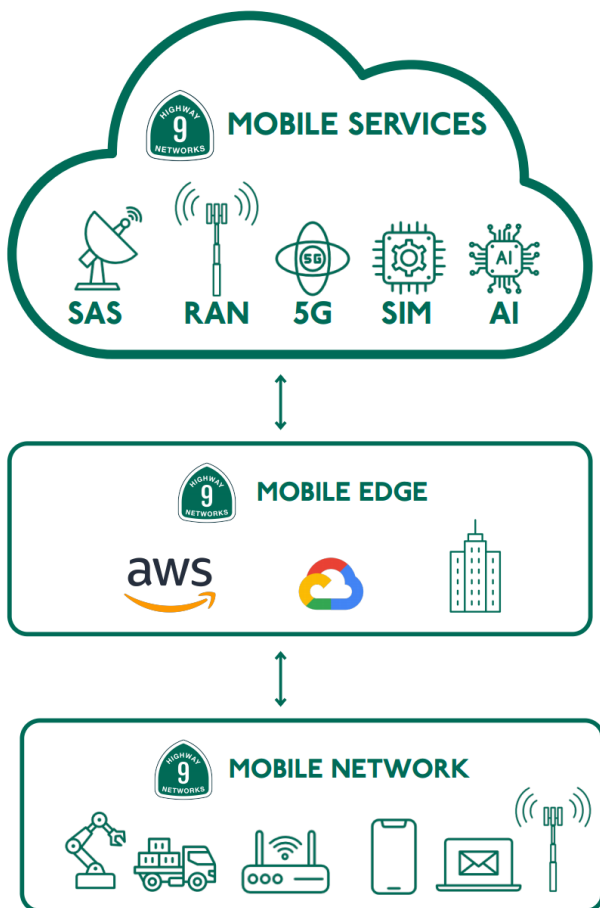 HIGHWAY
9
NETWORKS
MOBILE SERVICES
5G
AI
SAS
RAN
5G
SIM
AI
HIGHWAY
9
NETWORKS
MOBILE EDGE
aws
HIGHWAY
9
NETWORKS
MOBILE NETWORK